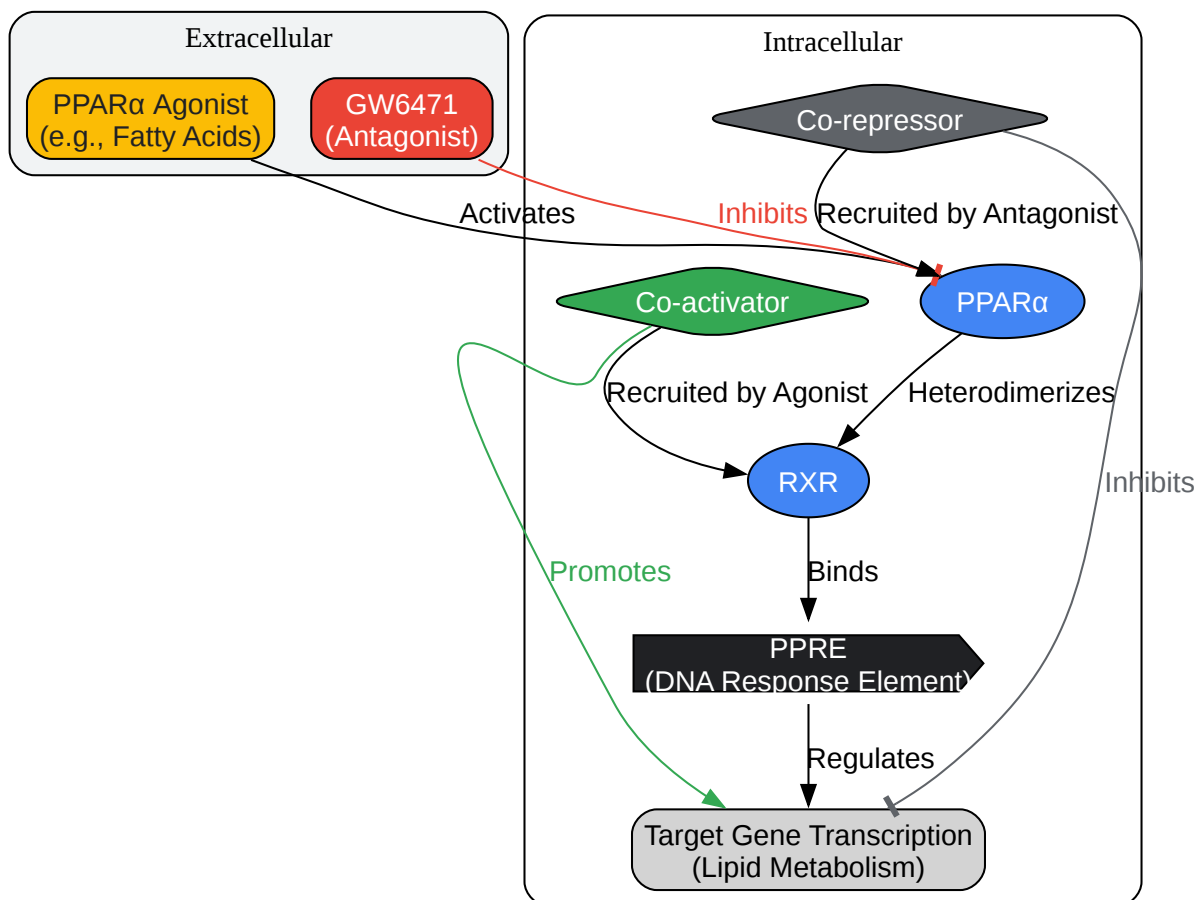 Extracellular
Intracellular
PPARα Agonist
(e.g., Fatty Acids)
GW6471
(Antagonist)
Co-repressor
Activates
Inhibits
Recruited by Antagonist
Co-activator
PPARα
Recruited by Agonist
Heterodimerizes
RXR
Inhibits
Promotes
Binds
PPRE
(DNA Response Element)
Regulates
Target Gene Transcription
(Lipid Metabolism)